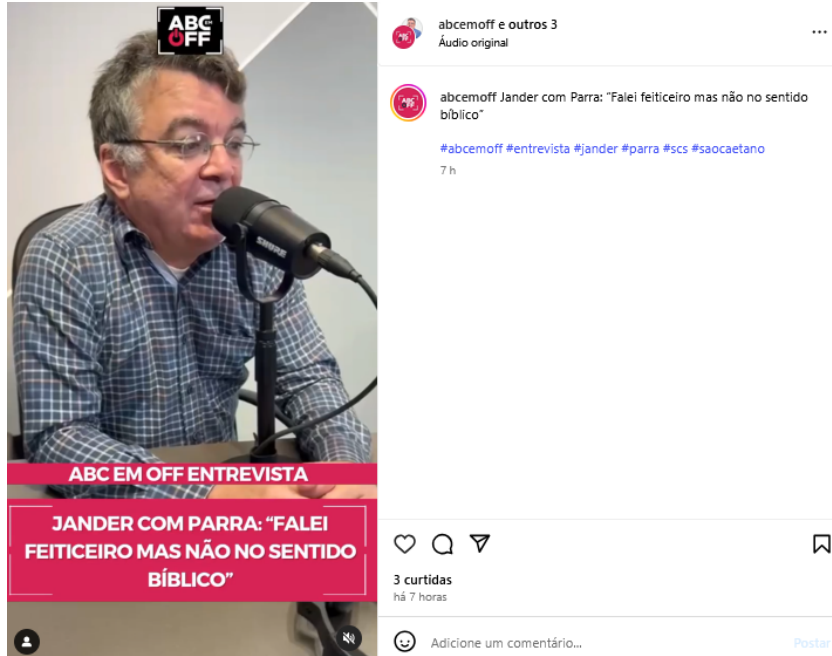 ABC EM
OFF
SHURE
ABC EM OFF ENTREVISTA
JANDER COM PARRA: “FALEI
FEITICEIRO MAS NÃO NO SENTIDO
BÍBLICO”
abcemoff e outros 3
Áudio original
abcemoff Jander com Parra: “Falei feiticeiro mas não no sentido
bíblico”
#abcemoff #entrevista #jander #parra #scs #saocaetano
7 h
3 curtidas
há 7 horas
Adicione um comentário...
Postar